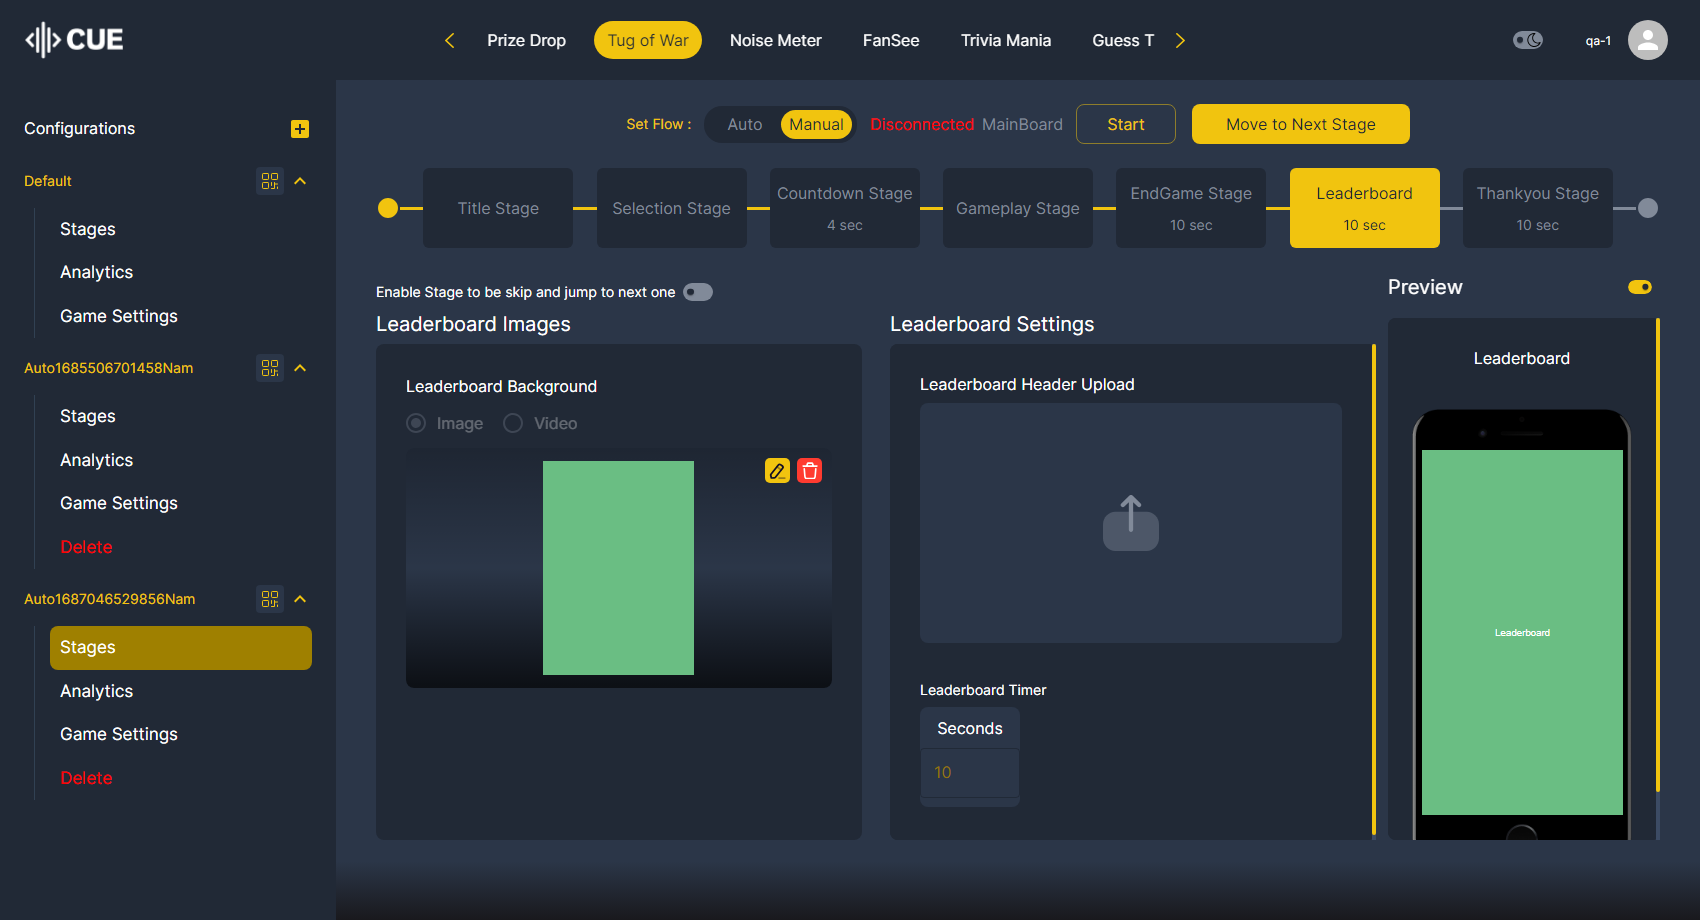 CUE
Prize Drop
Tug of War
Noise Meter
FanSee
Trivia Mania
Guess T
qa-1
Configurations
Default
Stages
Analytics
Game Settings
Auto1685506701458Nam
Stages
Analytics
Game Settings
Delete
Auto1687046529856Nam
Stages
Analytics
Game Settings
Delete
Set Flow :
Auto
Manual
Disconnected MainBoard
Start
Move to Next Stage
Title Stage
Selection Stage
Countdown Stage
4 sec
Gameplay Stage
EndGame Stage
10 sec
Leaderboard
10 sec
Thankyou Stage
10 sec
Enable Stage to be skip and jump to next one
Leaderboard Images
Leaderboard Background
Image
Video
Leaderboard Settings
Leaderboard Header Upload
Leaderboard Timer
Seconds
10
Preview
Leaderboard
Leaderboard